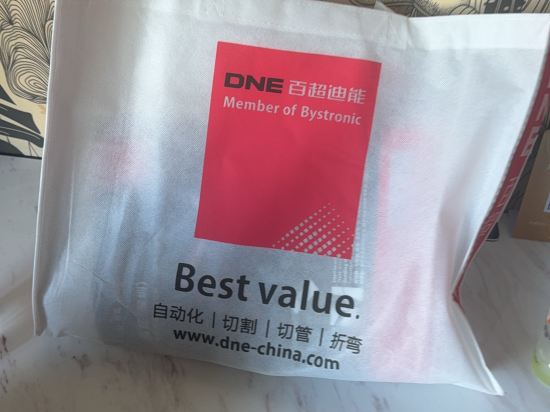 DNE 百超迪能
Member of Bystronic
Best value.
自动化 | 切割 | 切管 | 折弯
www.dne-china.com